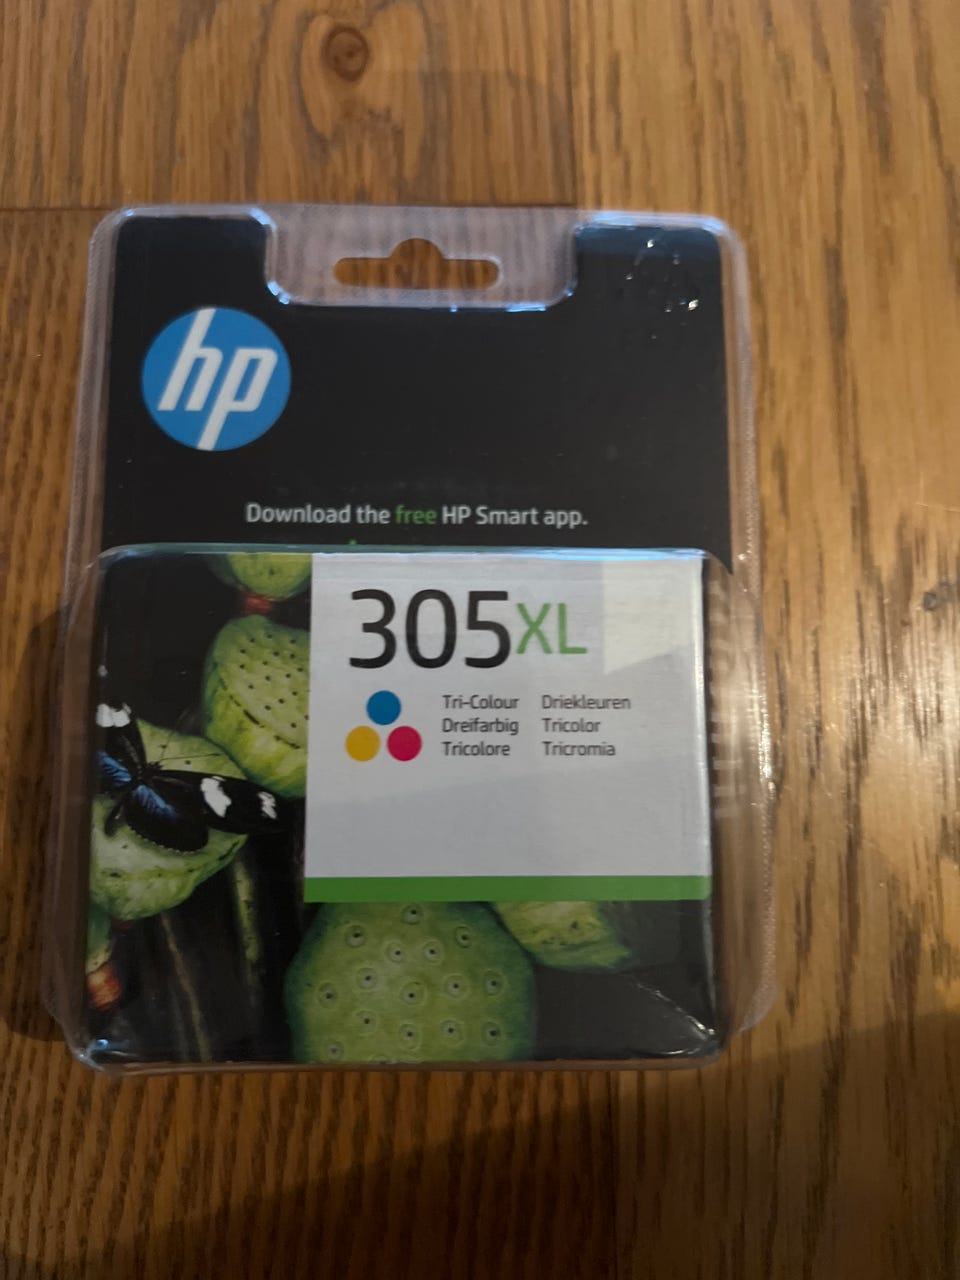 hp
Download the free HP Smart app.
305XL
Tri-Colour Driekleuren
Dreifarbig Tricolor
Tricolore Tricromia